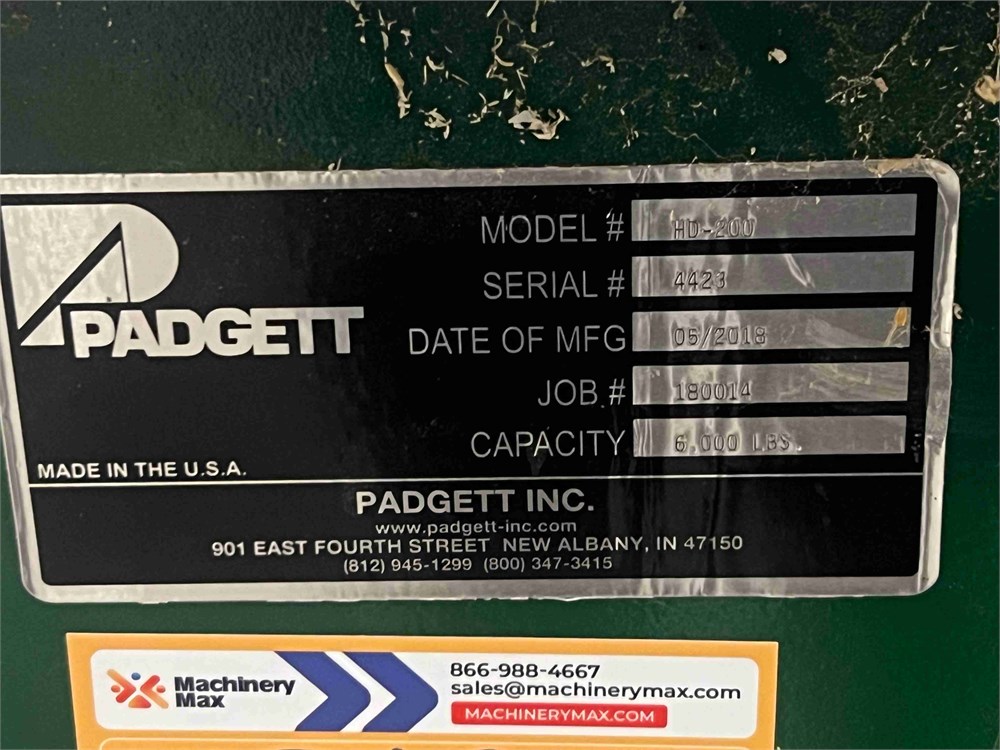 PADGETT
MODEL # HD-200
SERIAL # 4423
DATE OF MFG 05/2018
JOB # 180014
CAPACITY 6,000 LBS.
MADE IN THE U.S.A.
PADGETT INC.
www.padgett-inc.com
901 EAST FOURTH STREET NEW ALBANY, IN 47150
(812) 945-1299 (800) 347-3415
Machinery
Max
866-988-4667
sales@machinerymax.com
MACHINERYMAX.COM